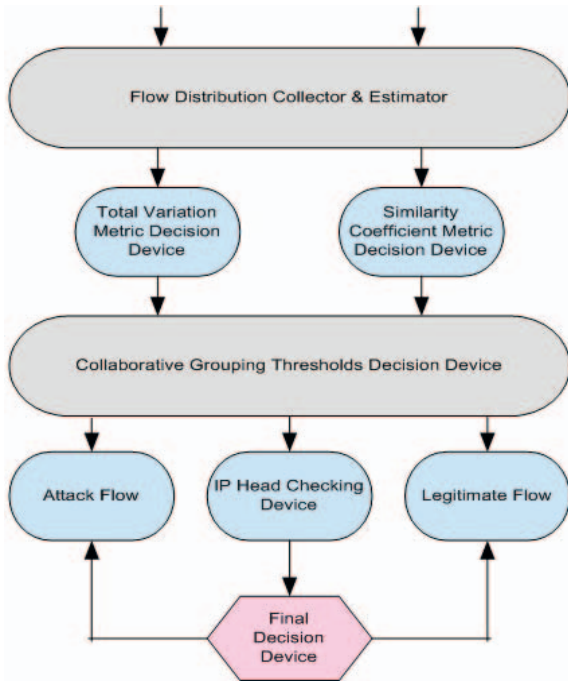 Flow Distribution Collector & Estimator
Total Variation
Metric Decision
Device
Similarity
Coefficient Metric
Decision Device
Collaborative Grouping Thresholds Decision Device
Attack Flow
IP Head Checking
Device
Legitimate Flow
Final
Decision
Device